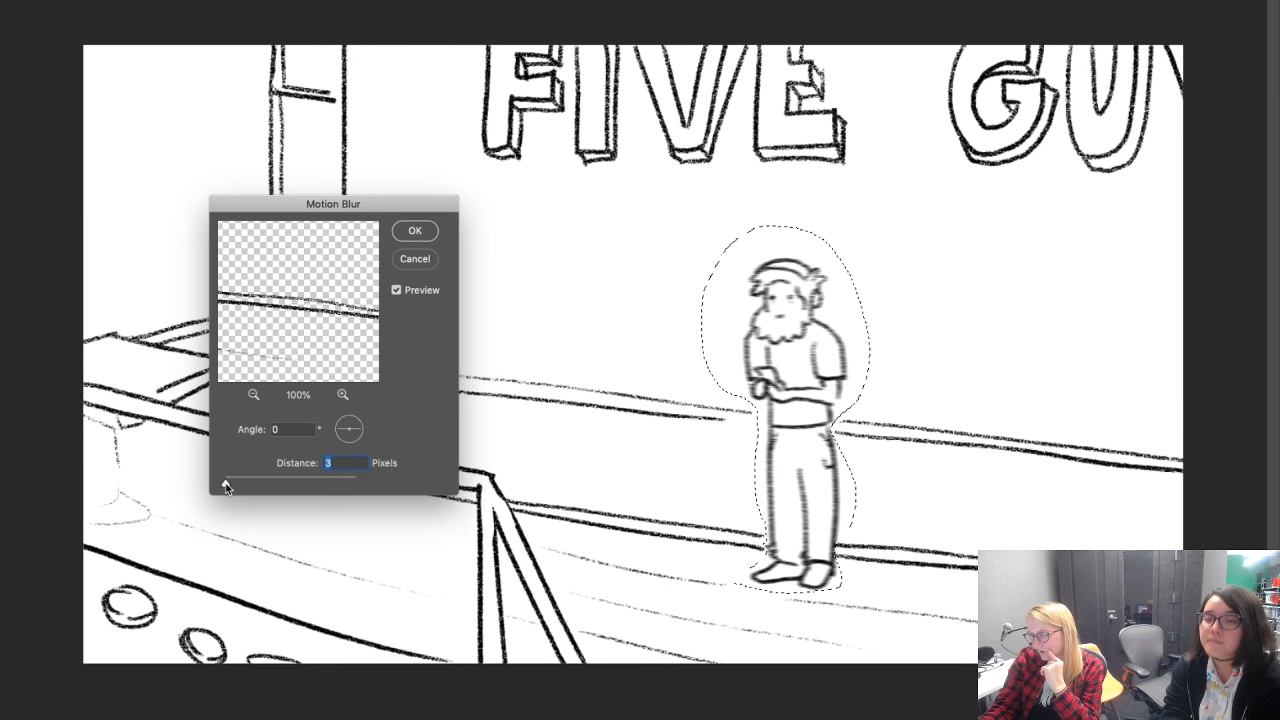 FIVE GU
Motion Blur
OK
Cancel
Preview
100%
Angle: 0 °
Distance: 3 Pixels